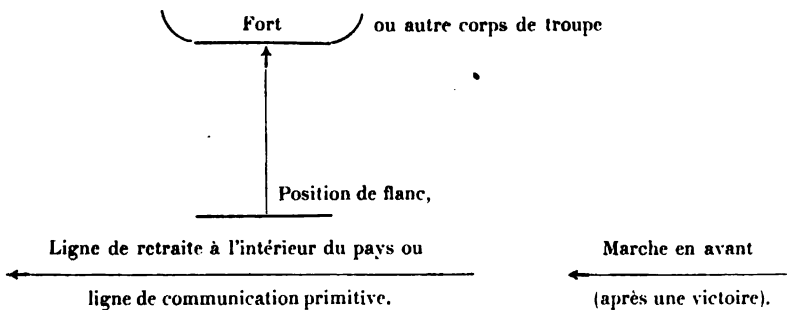 Fort ou autre corps de troupe
Position de flanc,
Ligne de retraite à l'intérieur du pays ou
ligne de communication primitive.
Marche en avant
(après une victoire).